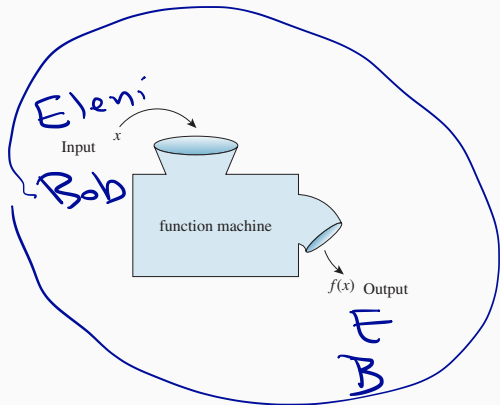 Eleni
Input x
Bob
function machine
f(x) Output
E
B